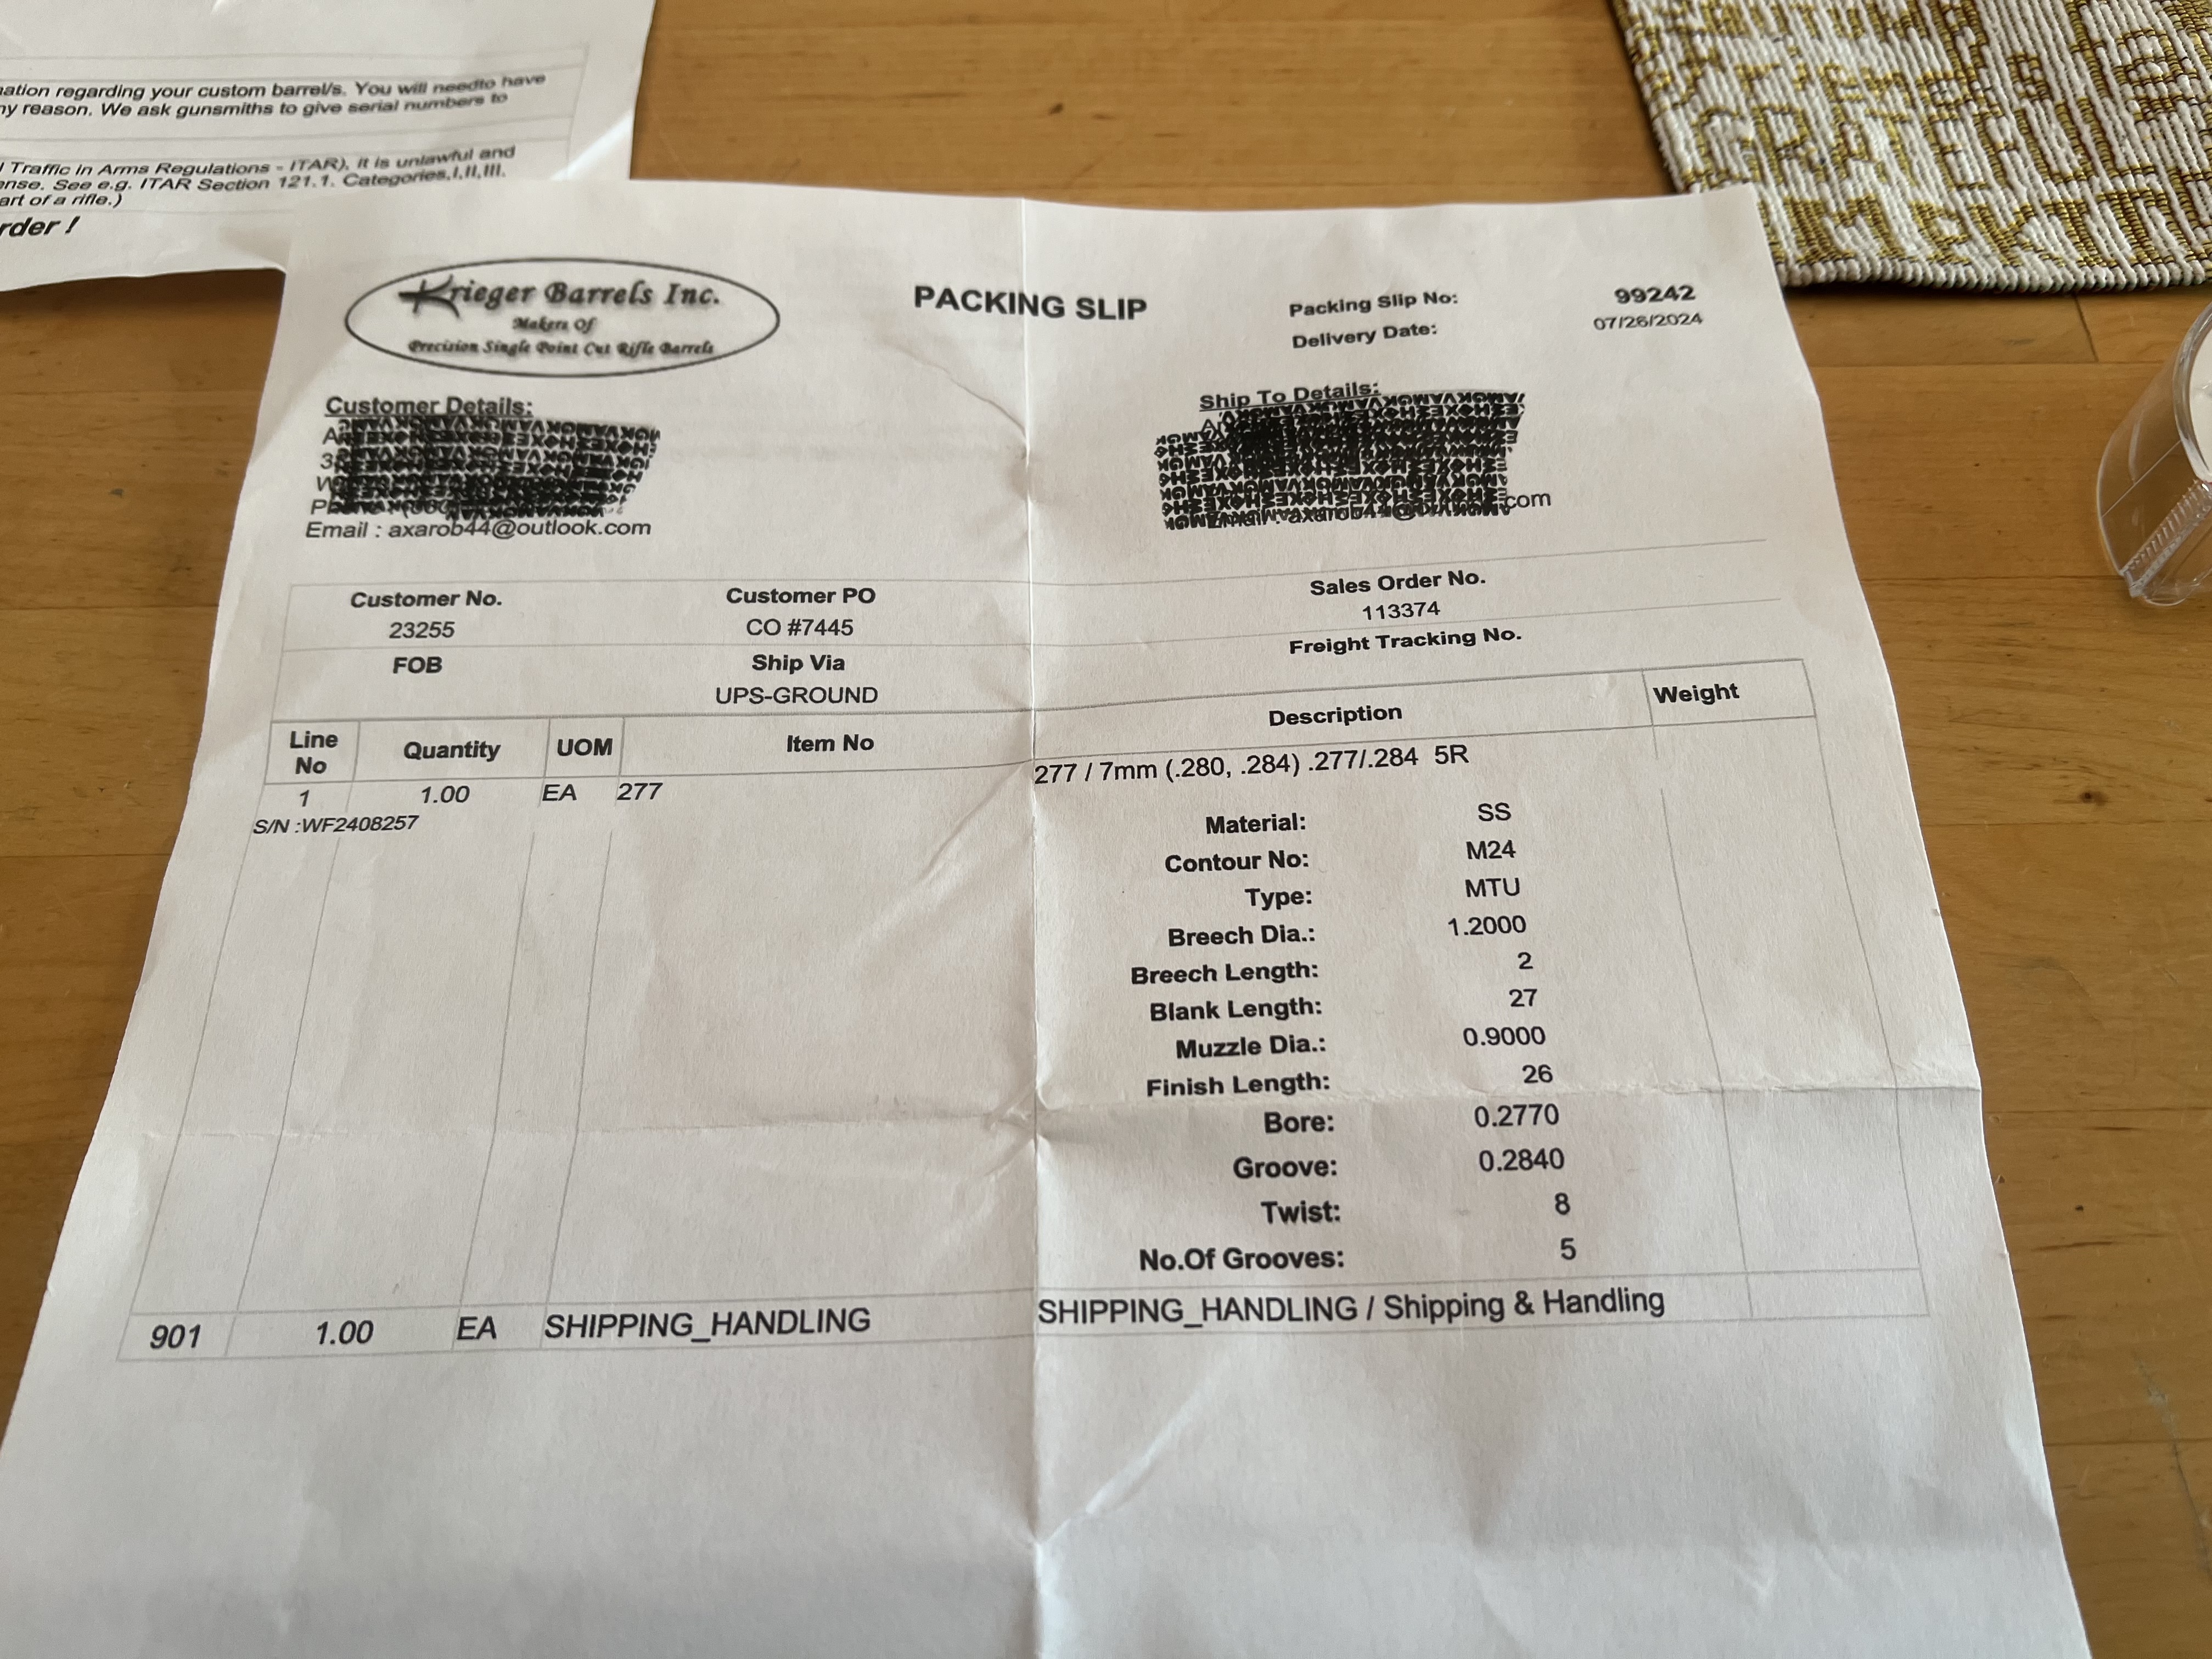 ation regarding your custom barrel/s. You will needto have
ny reason. We ask gunsmiths to give serial numbers to
Traffic in Arms Regulations - ITAR), it is unlawful and
ense. See e.g. ITAR Section 121.1. Categories,I,II,III.
art of a rifle.)
rder !
Krieger Barrels Inc.
Makers Of
Precision Single Point Cut Rifle Barrels
PACKING SLIP
Packing Slip No: 99242
Delivery Date: 07/26/2024
Customer Details:
Email : axarob44@outlook.com
Ship To Details:
com
Customer No. Customer PO Sales Order No.
23255 CO #7445 113374
FOB Ship Via Freight Tracking No.
UPS-GROUND
Line No Quantity UOM Item No Description Weight
1 1.00 EA 277 277 / 7mm (.280, .284) .277/.284 5R
S/N :WF2408257
Material: SS
Contour No: M24
Type: MTU
Breech Dia.: 1.2000
Breech Length: 2
Blank Length: 27
Muzzle Dia.: 0.9000
Finish Length: 26
Bore: 0.2770
Groove: 0.2840
Twist: 8
No.Of Grooves: 5
901 1.00 EA SHIPPING_HANDLING SHIPPING_HANDLING / Shipping & Handling
GRATEFUL